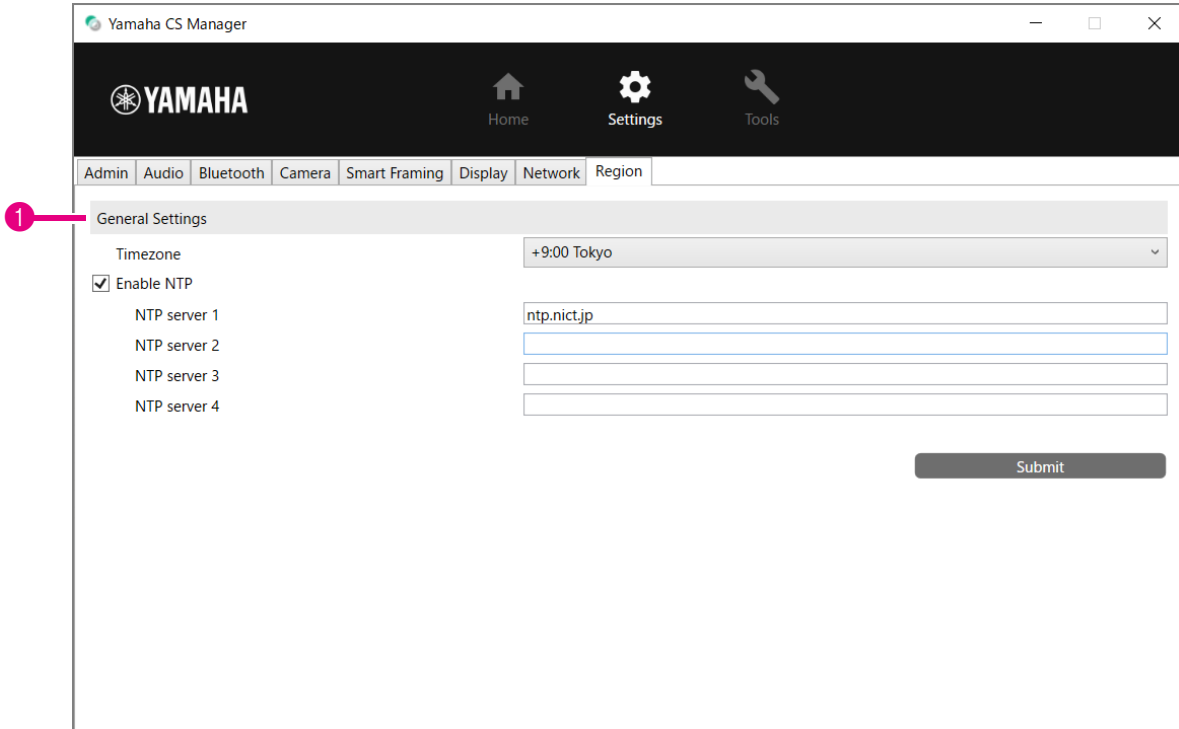 Yamaha CS Manager
YAMAHA
Home
Settings
Tools
Admin
Audio
Bluetooth
Camera
Smart Framing
Display
Network
Region
1
General Settings
Timezone
+9:00 Tokyo
Enable NTP
NTP server 1
ntp.nict.jp
NTP server 2
NTP server 3
NTP server 4
Submit